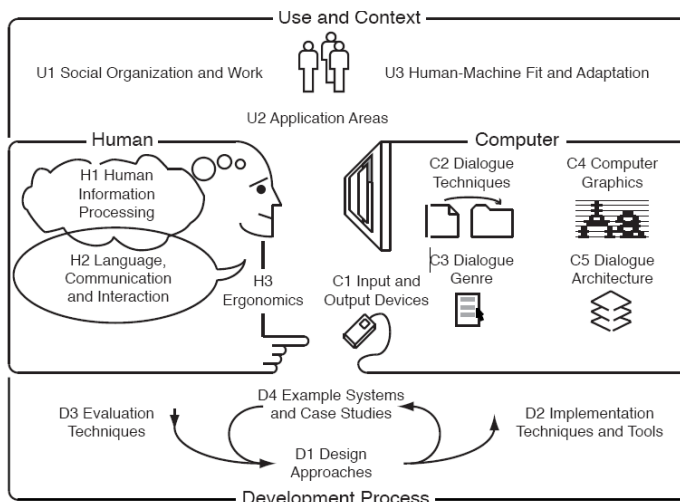 Use and Context
U1 Social Organization and Work
U3 Human-Machine Fit and Adaptation
U2 Application Areas
Human
Computer
H1 Human
Information
Processing
H2 Language,
Communication
and Interaction
H3
Ergonomics
C1 Input and
Output Devices
C2 Dialogue
Techniques
C4 Computer
Graphics
Aa
C3 Dialogue
Genre
C5 Dialogue
Architecture
D3 Evaluation
Techniques
D4 Example Systems
and Case Studies
D2 Implementation
Techniques and Tools
D1 Design
Approaches
Development Process